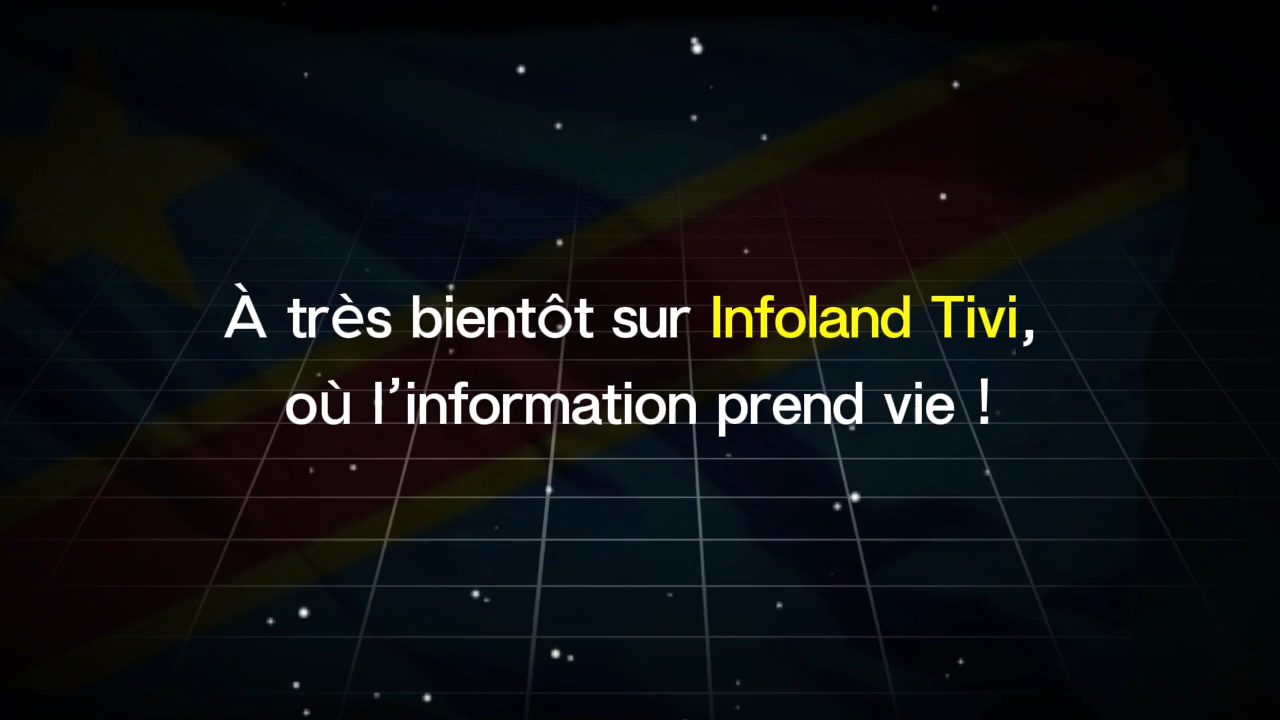 À très bientôt sur Infoland Tivi,
où l’information prend vie !